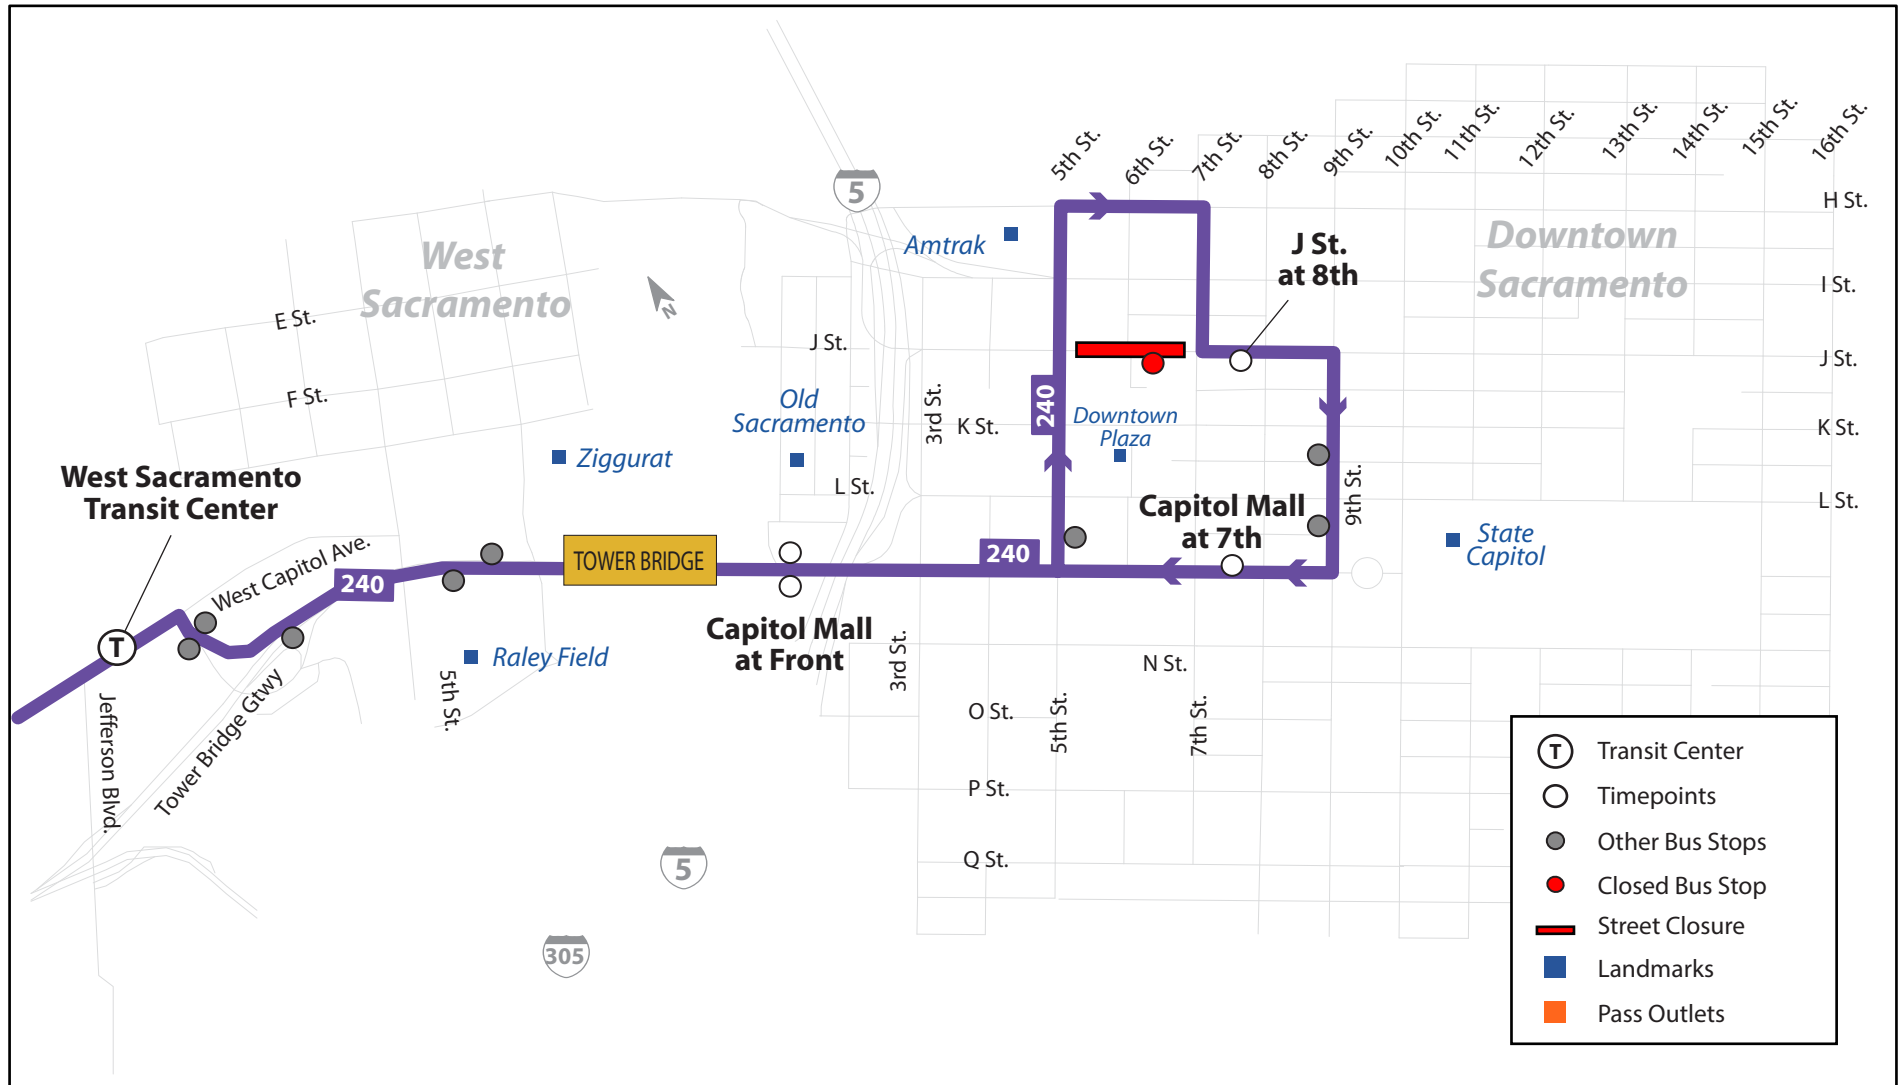 5th St.
6th St.
7th St.
8th St.
9th St.
10th St.
11th St.
12th St.
13th St.
14th St.
15th St.
16th St.
5
H St.
West
Sacramento
Amtrak
J St.
at 8th
Downtown
Sacramento
I St.
N
E St.
J St.
J St.
F St.
Old
Sacramento
3rd St.
K St.
240
Downtown
Plaza
K St.
Ziggurat
West Sacramento
Transit Center
L St.
Capitol Mall
at 7th
9th St.
L St.
State
Capitol
West Capitol Ave.
240
TOWER BRIDGE
240
T
Capitol Mall
at Front
Raley Field
3rd St.
N St.
Jefferson Blvd.
Tower Bridge Gtwy
5th St.
O St.
5th St.
7th St.
P St.
Q St.
5
305
T Transit Center
Timepoints
Other Bus Stops
Closed Bus Stop
Street Closure
Landmarks
Pass Outlets